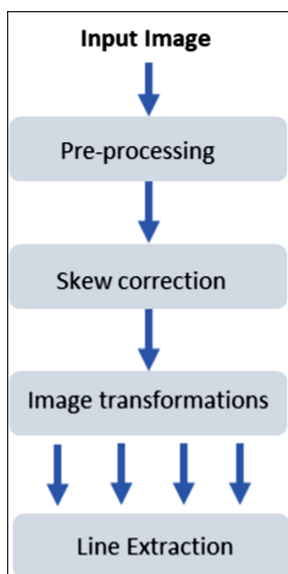 Input Image
Pre-processing
Skew correction
Image transformations
Line Extraction